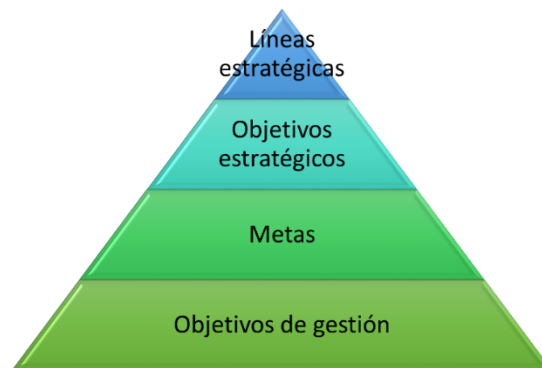 Líneas
estratégicas
Objetivos
estratégicos
Metas
Objetivos de gestión